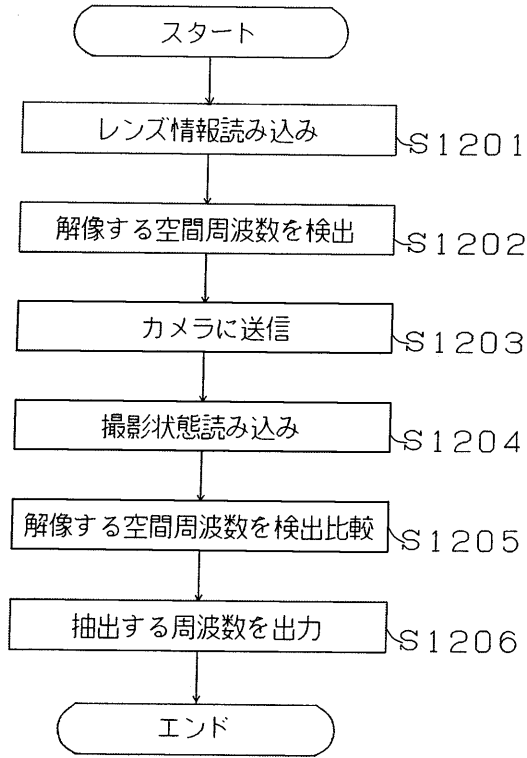 スタート
レンズ情報読み込み
S1201
解像する空間周波数を検出
S1202
カメラに送信
S1203
撮影状態読み込み
S1204
解像する空間周波数を検出比較
S1205
抽出する周波数を出力
S1206
エンド